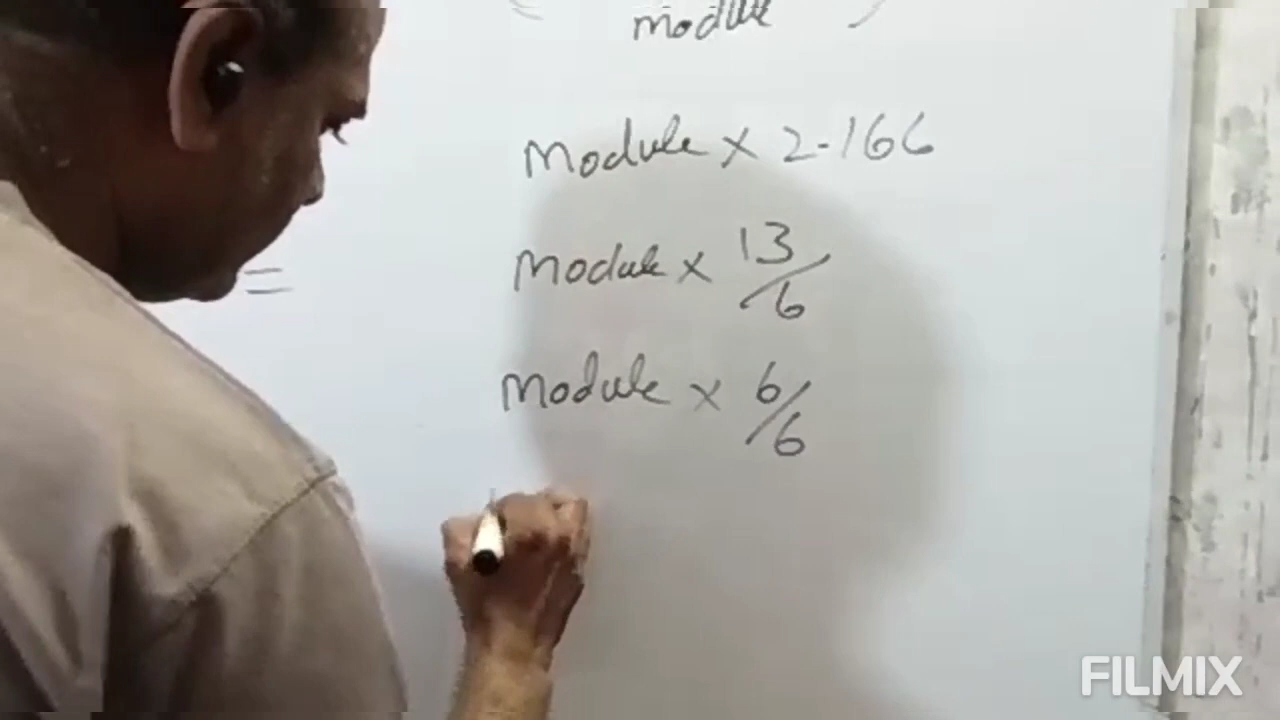 module
Module × 2.166
= Module × 13/6
Module × 6/6
FILMIX